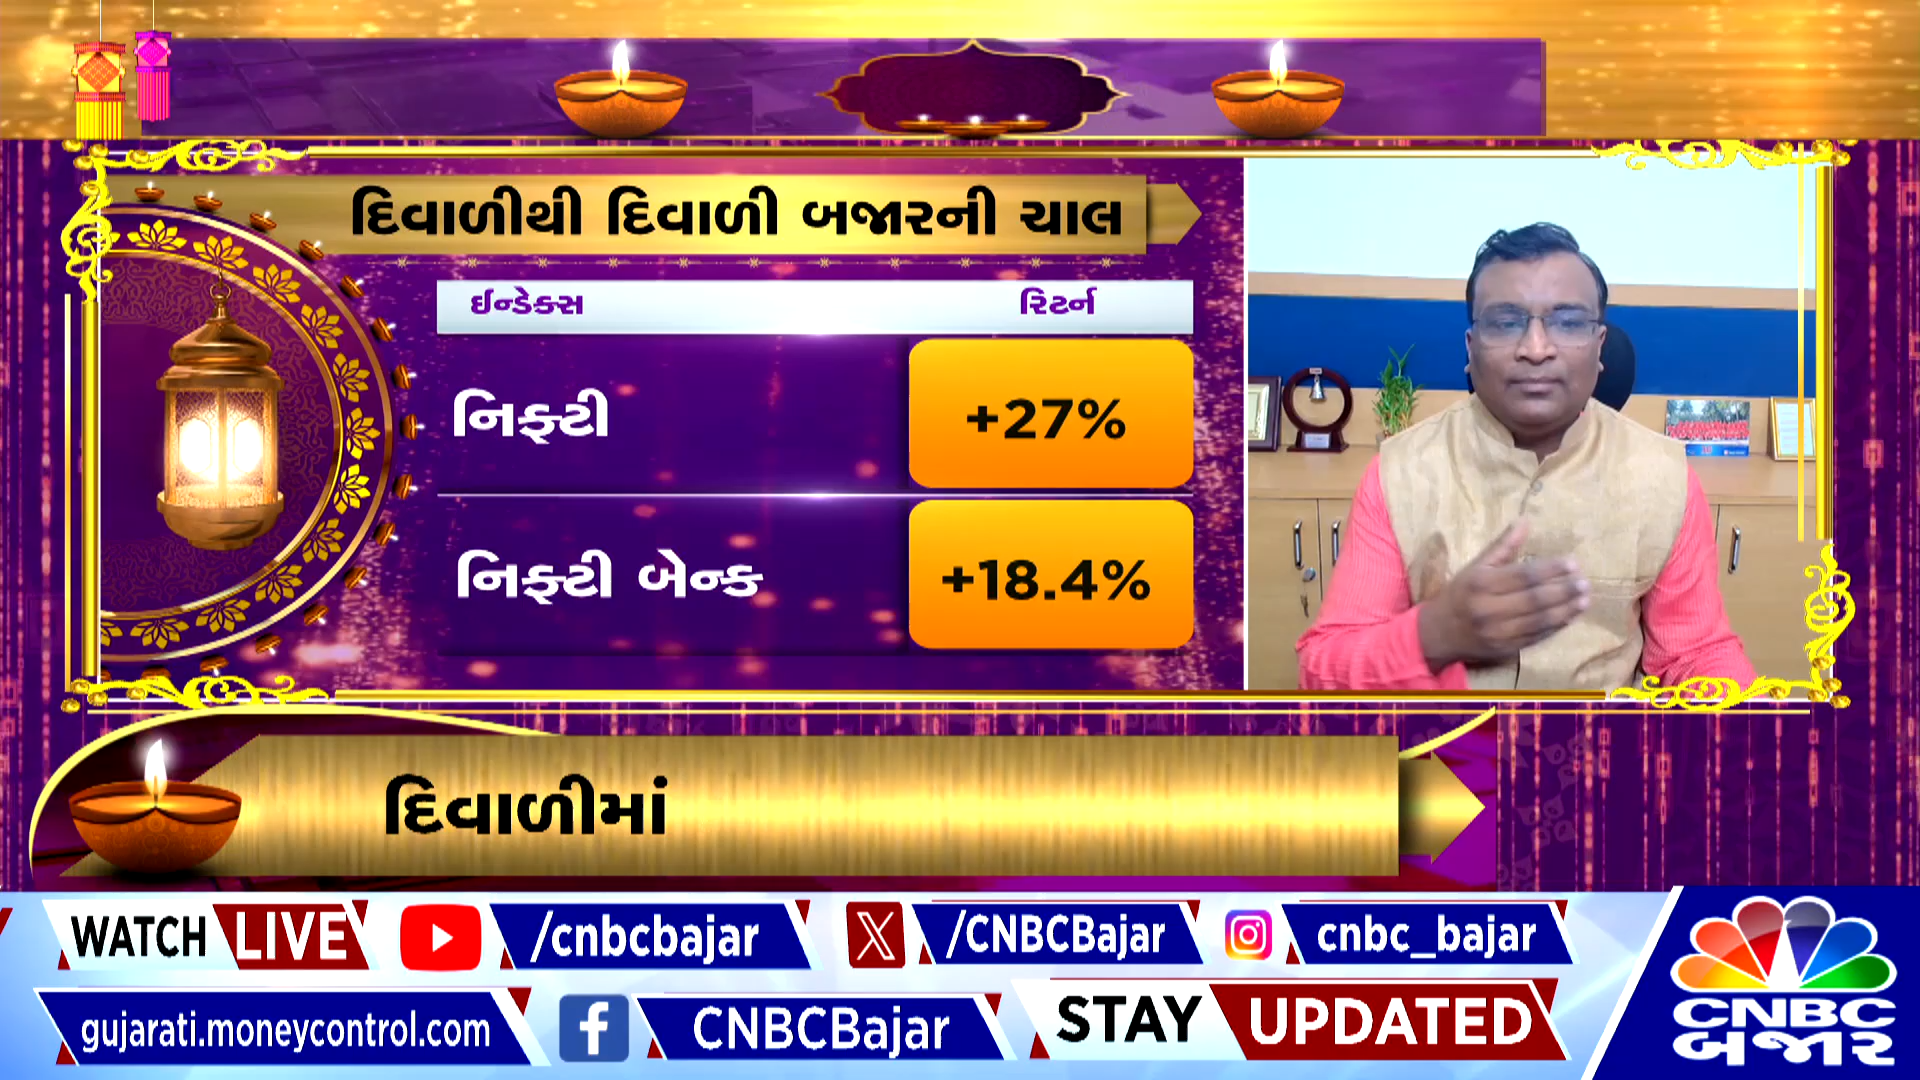 દિવાળીથી દિવાળી બજારની ચાલ
ઈન્ડેક્સ રિટર્ન
નિફ્ટી +27%
નિફ્ટી બેન્ક +18.4%
દિવાળીમાં
WATCH LIVE /cnbcbajar /CNBCBajar cnbc_bajar
gujarati.moneycontrol.com CNBCBajar STAY UPDATED
CNBC
બજાર